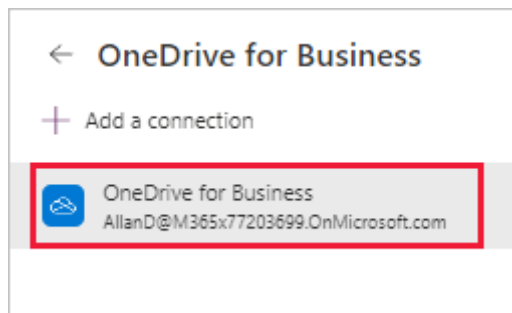 OneDrive for Business
Add a connection
OneDrive for Business
AllanD@M365x77203699.OnMicrosoft.com